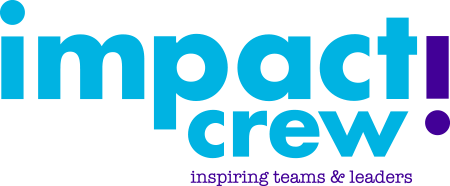 impact!
crew
inspiring teams & leaders